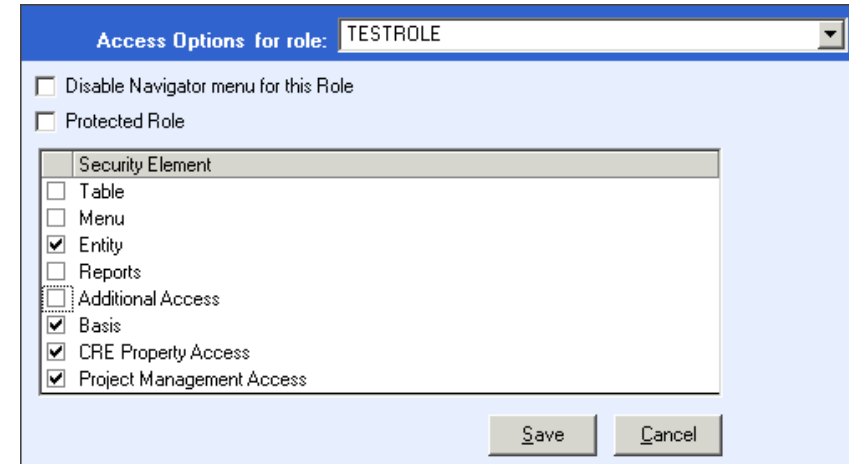 Access Options for role: TESTROLE
Disable Navigator menu for this Role
Protected Role
Security Element
Table
Menu
Entity
Reports
Additional Access
Basis
CRE Property Access
Project Management Access
Save Cancel